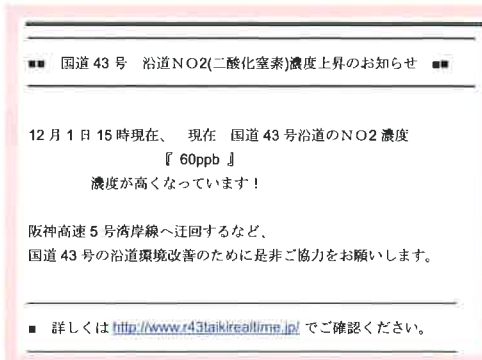 ■■ 国道 43 号 沿道NO2(二酸化窒素)濃度上昇のお知らせ ■■
12 月 1 日 15 時現在、 現在 国道 43 号沿道のNO2 濃度
『 60ppb 』
濃度が高くなっています！
阪神高速 5 号湾岸線へ迂回するなど、
国道 43 号の沿道環境改善のために是非ご協力をお願いします。
■ 詳しくは http://www.r43taikirealtime.jp/ でご確認ください。